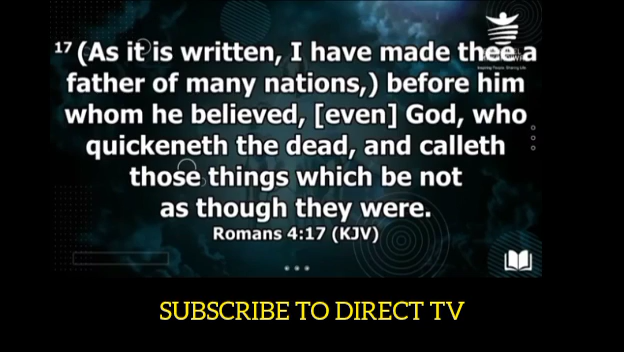 17 (As it is written, I have made thee a
father of many nations,) before him
whom he believed, [even] God, who
quickeneth the dead, and calleth
those things which be not
as though they were.
Romans 4:17 (KJV)
SUBSCRIBE TO DIRECT TV